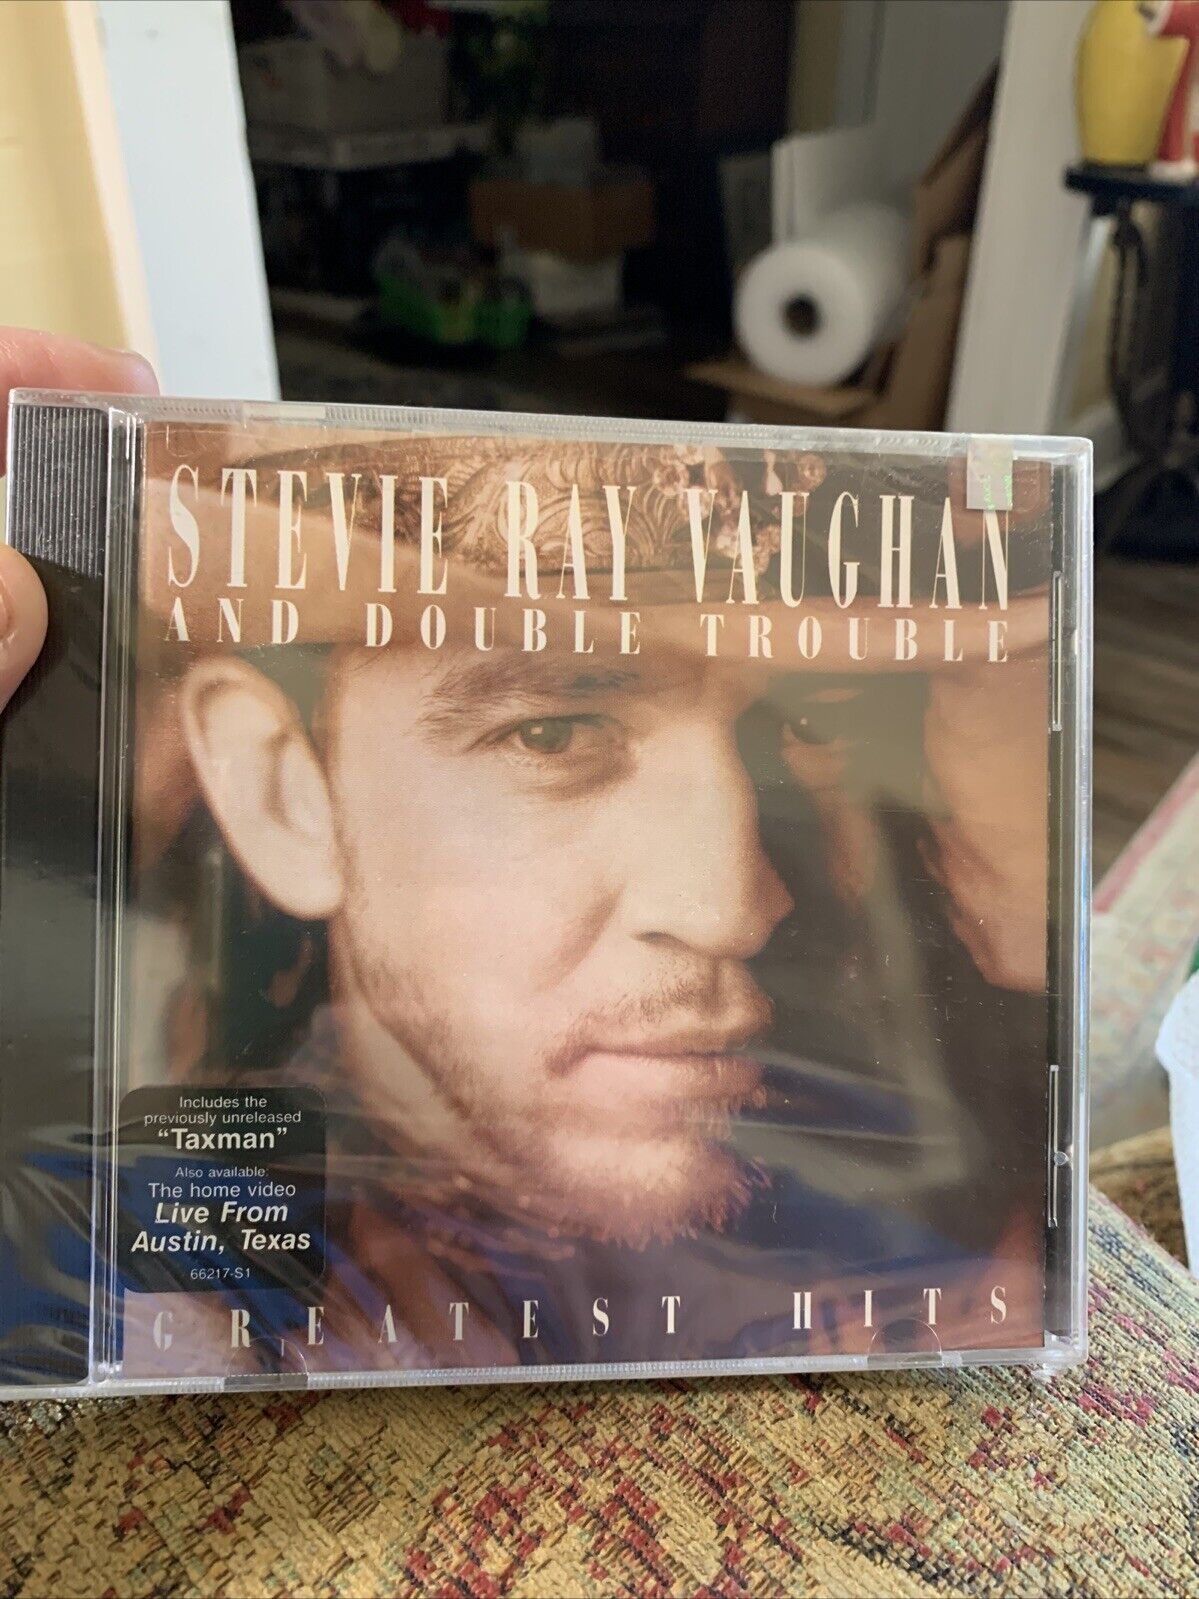 STEVIE RAY VAUGHAN
AND DOUBLE TROUBLE
Includes the
previously unreleased
"Taxman"
Also available:
The home video
Live From
Austin, Texas
66217-S1
GREATEST HITS